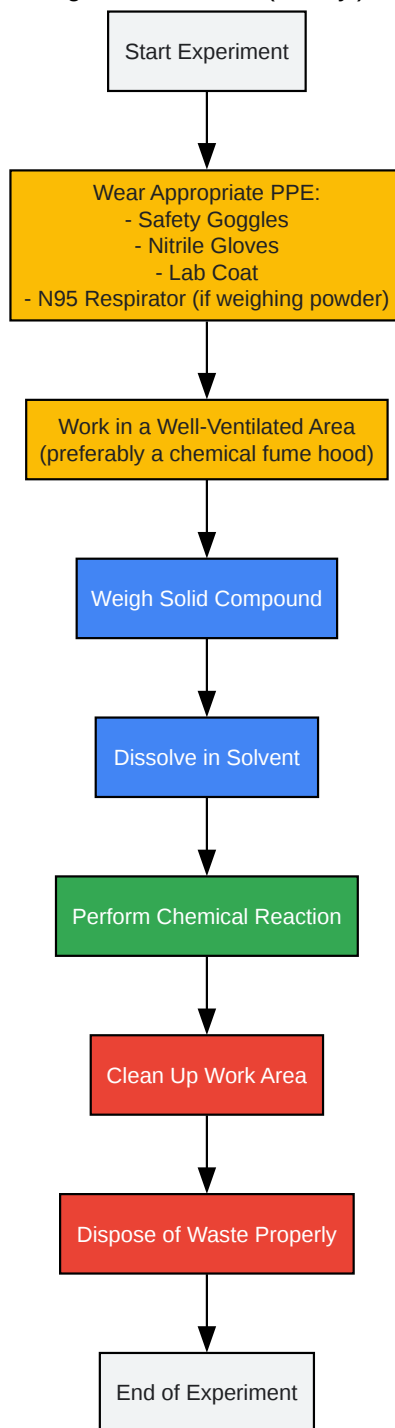 Start Experiment
Wear Appropriate PPE:
- Safety Goggles
- Nitrile Gloves
- Lab Coat
- N95 Respirator (if weighing powder)
Work in a Well-Ventilated Area
(preferably a chemical fume hood)
Weigh Solid Compound
Dissolve in Solvent
Perform Chemical Reaction
Clean Up Work Area
Dispose of Waste Properly
End of Experiment